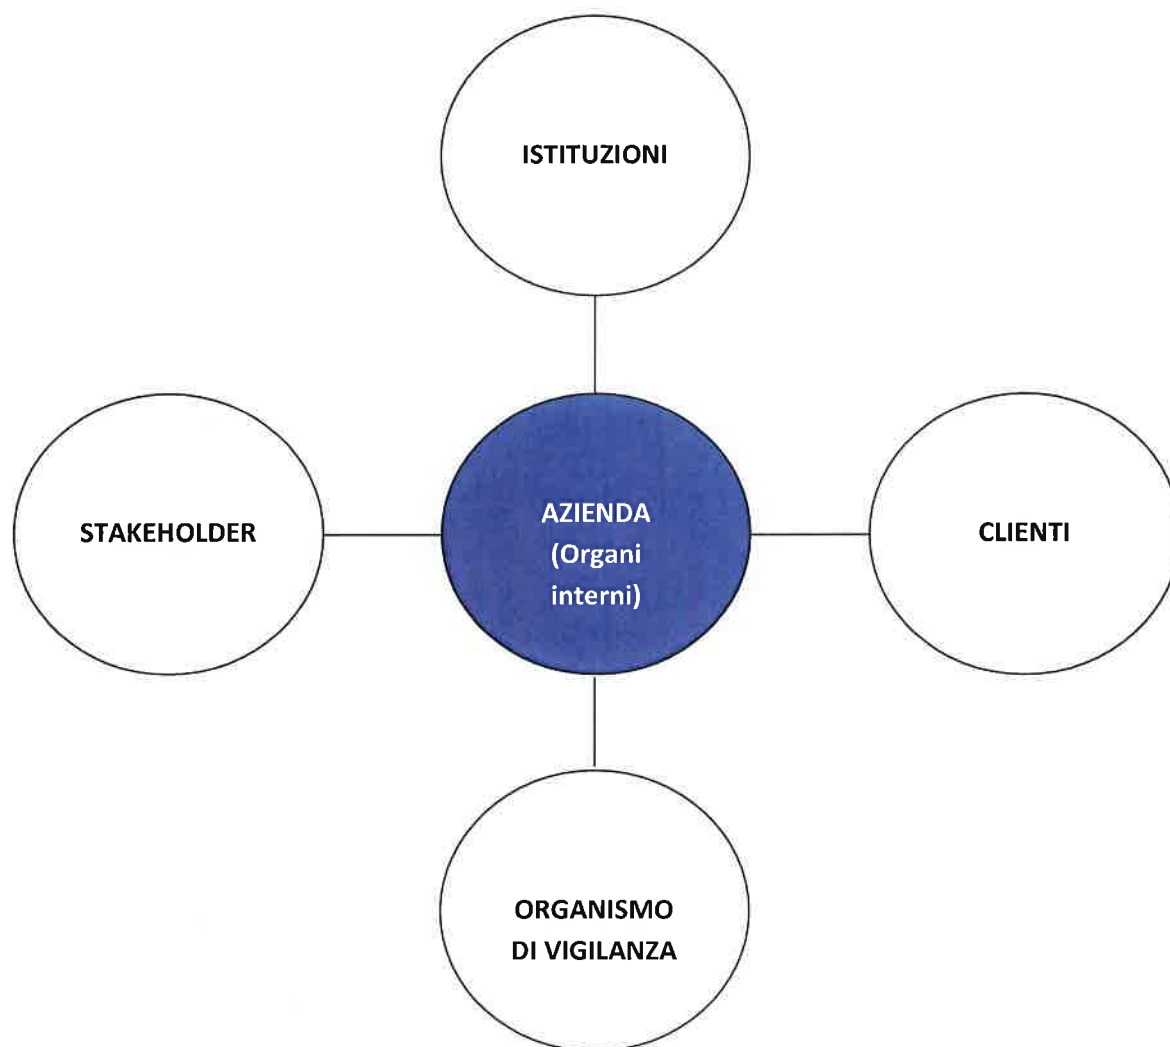 ISTITUZIONI
STAKEHOLDER
AZIENDA
(Organi
interni)
CLIENTI
ORGANISMO
DI VIGILANZA